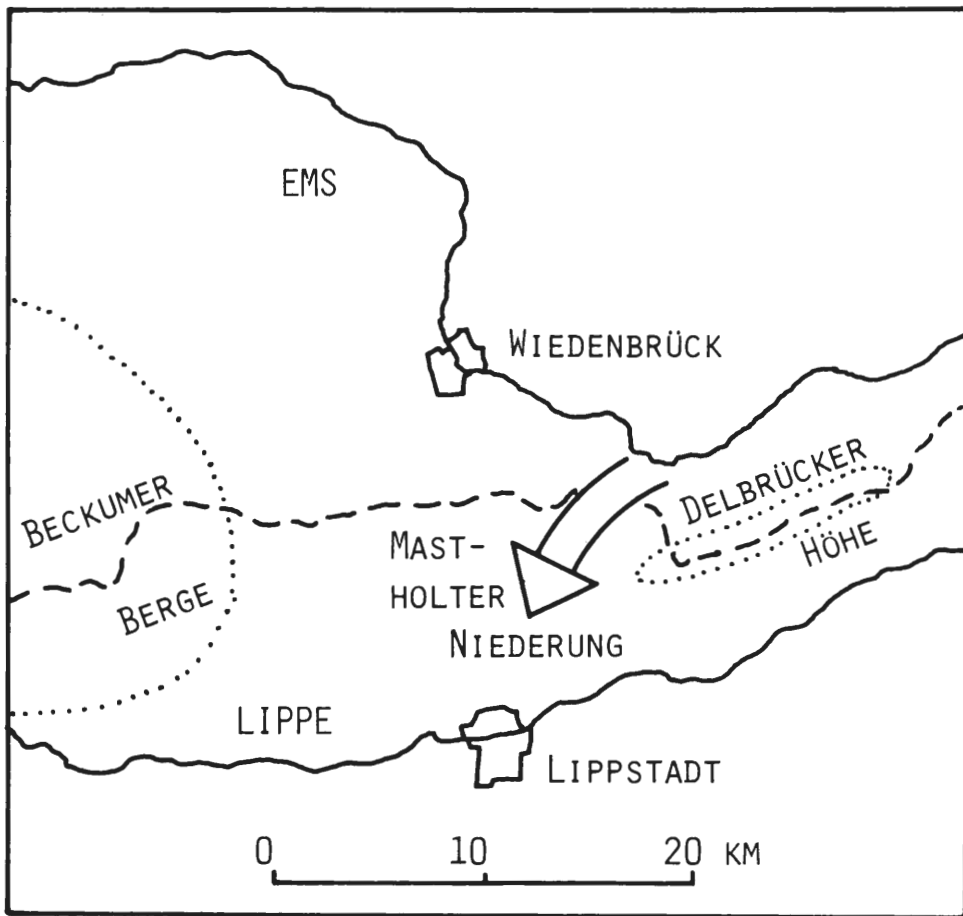 EMS
WIEDENBRÜCK
BECKUMER
BERGE
DELBRÜCKER
HÖHE
MAST-
HOLTER
NIEDERUNG
LIPPE
LIPPSTADT
0 10 20 KM